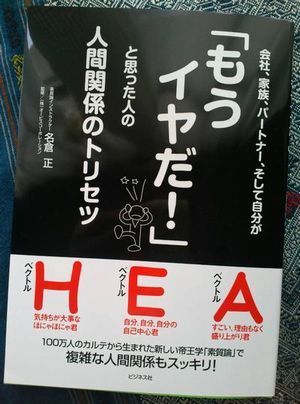 会社、家族、パートナー、そして自分が
「もう
イヤだ!」
と思った人の
人間関係のトリセツ
名倉 正
ベクトル
H
気持ちが大事な
ほにゃほにゃ君
ベクトル
E
自分、自分、自分の
自己中心君
ベクトル
A
すごい、理由もなく
盛り上がり君
100万人のカルテから生まれた新しい帝王学「素質論」で
複雑な人間関係もスッキリ!
ビジネス社